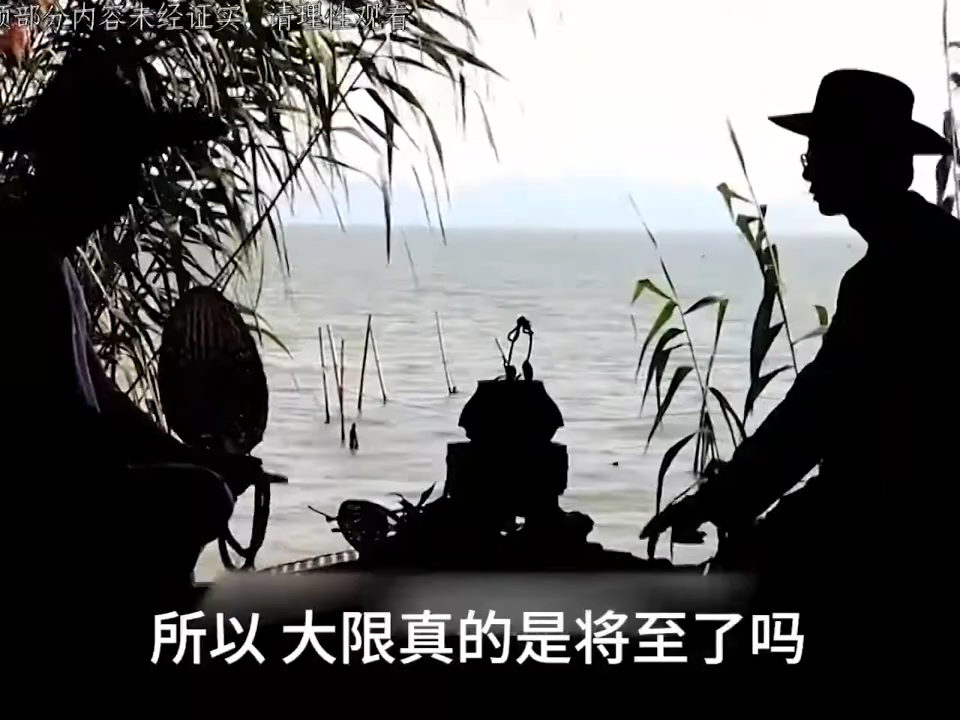 部分内容未经证实，请理性观看
所以 大限真的是将至了吗